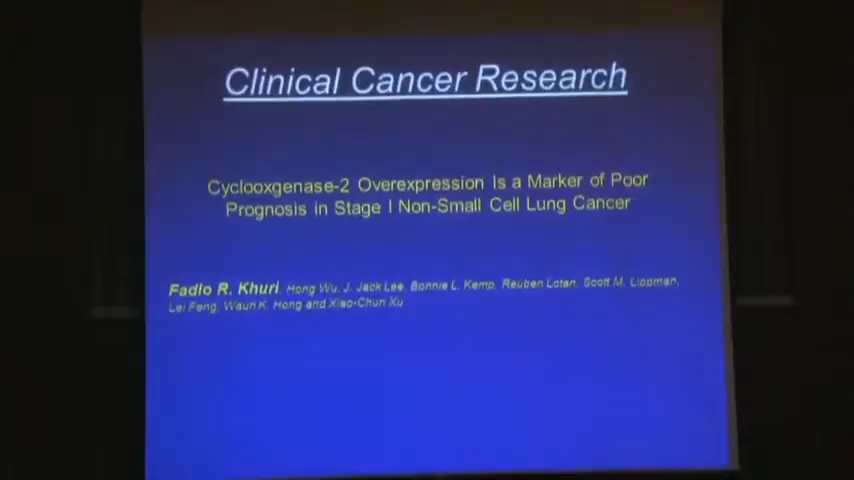 Clinical Cancer Research
Cyclooxgenase-2 Overexpression Is a Marker of Poor
Prognosis in Stage I Non-Small Cell Lung Cancer
Fadlo R. Khuri, Hong Wu, J. Jack Lee, Bonnie L. Kemp, Reuben Lotan, Scott M. Lippman,
Lei Feng, Waun K. Hong and Xiao-Chun Xu